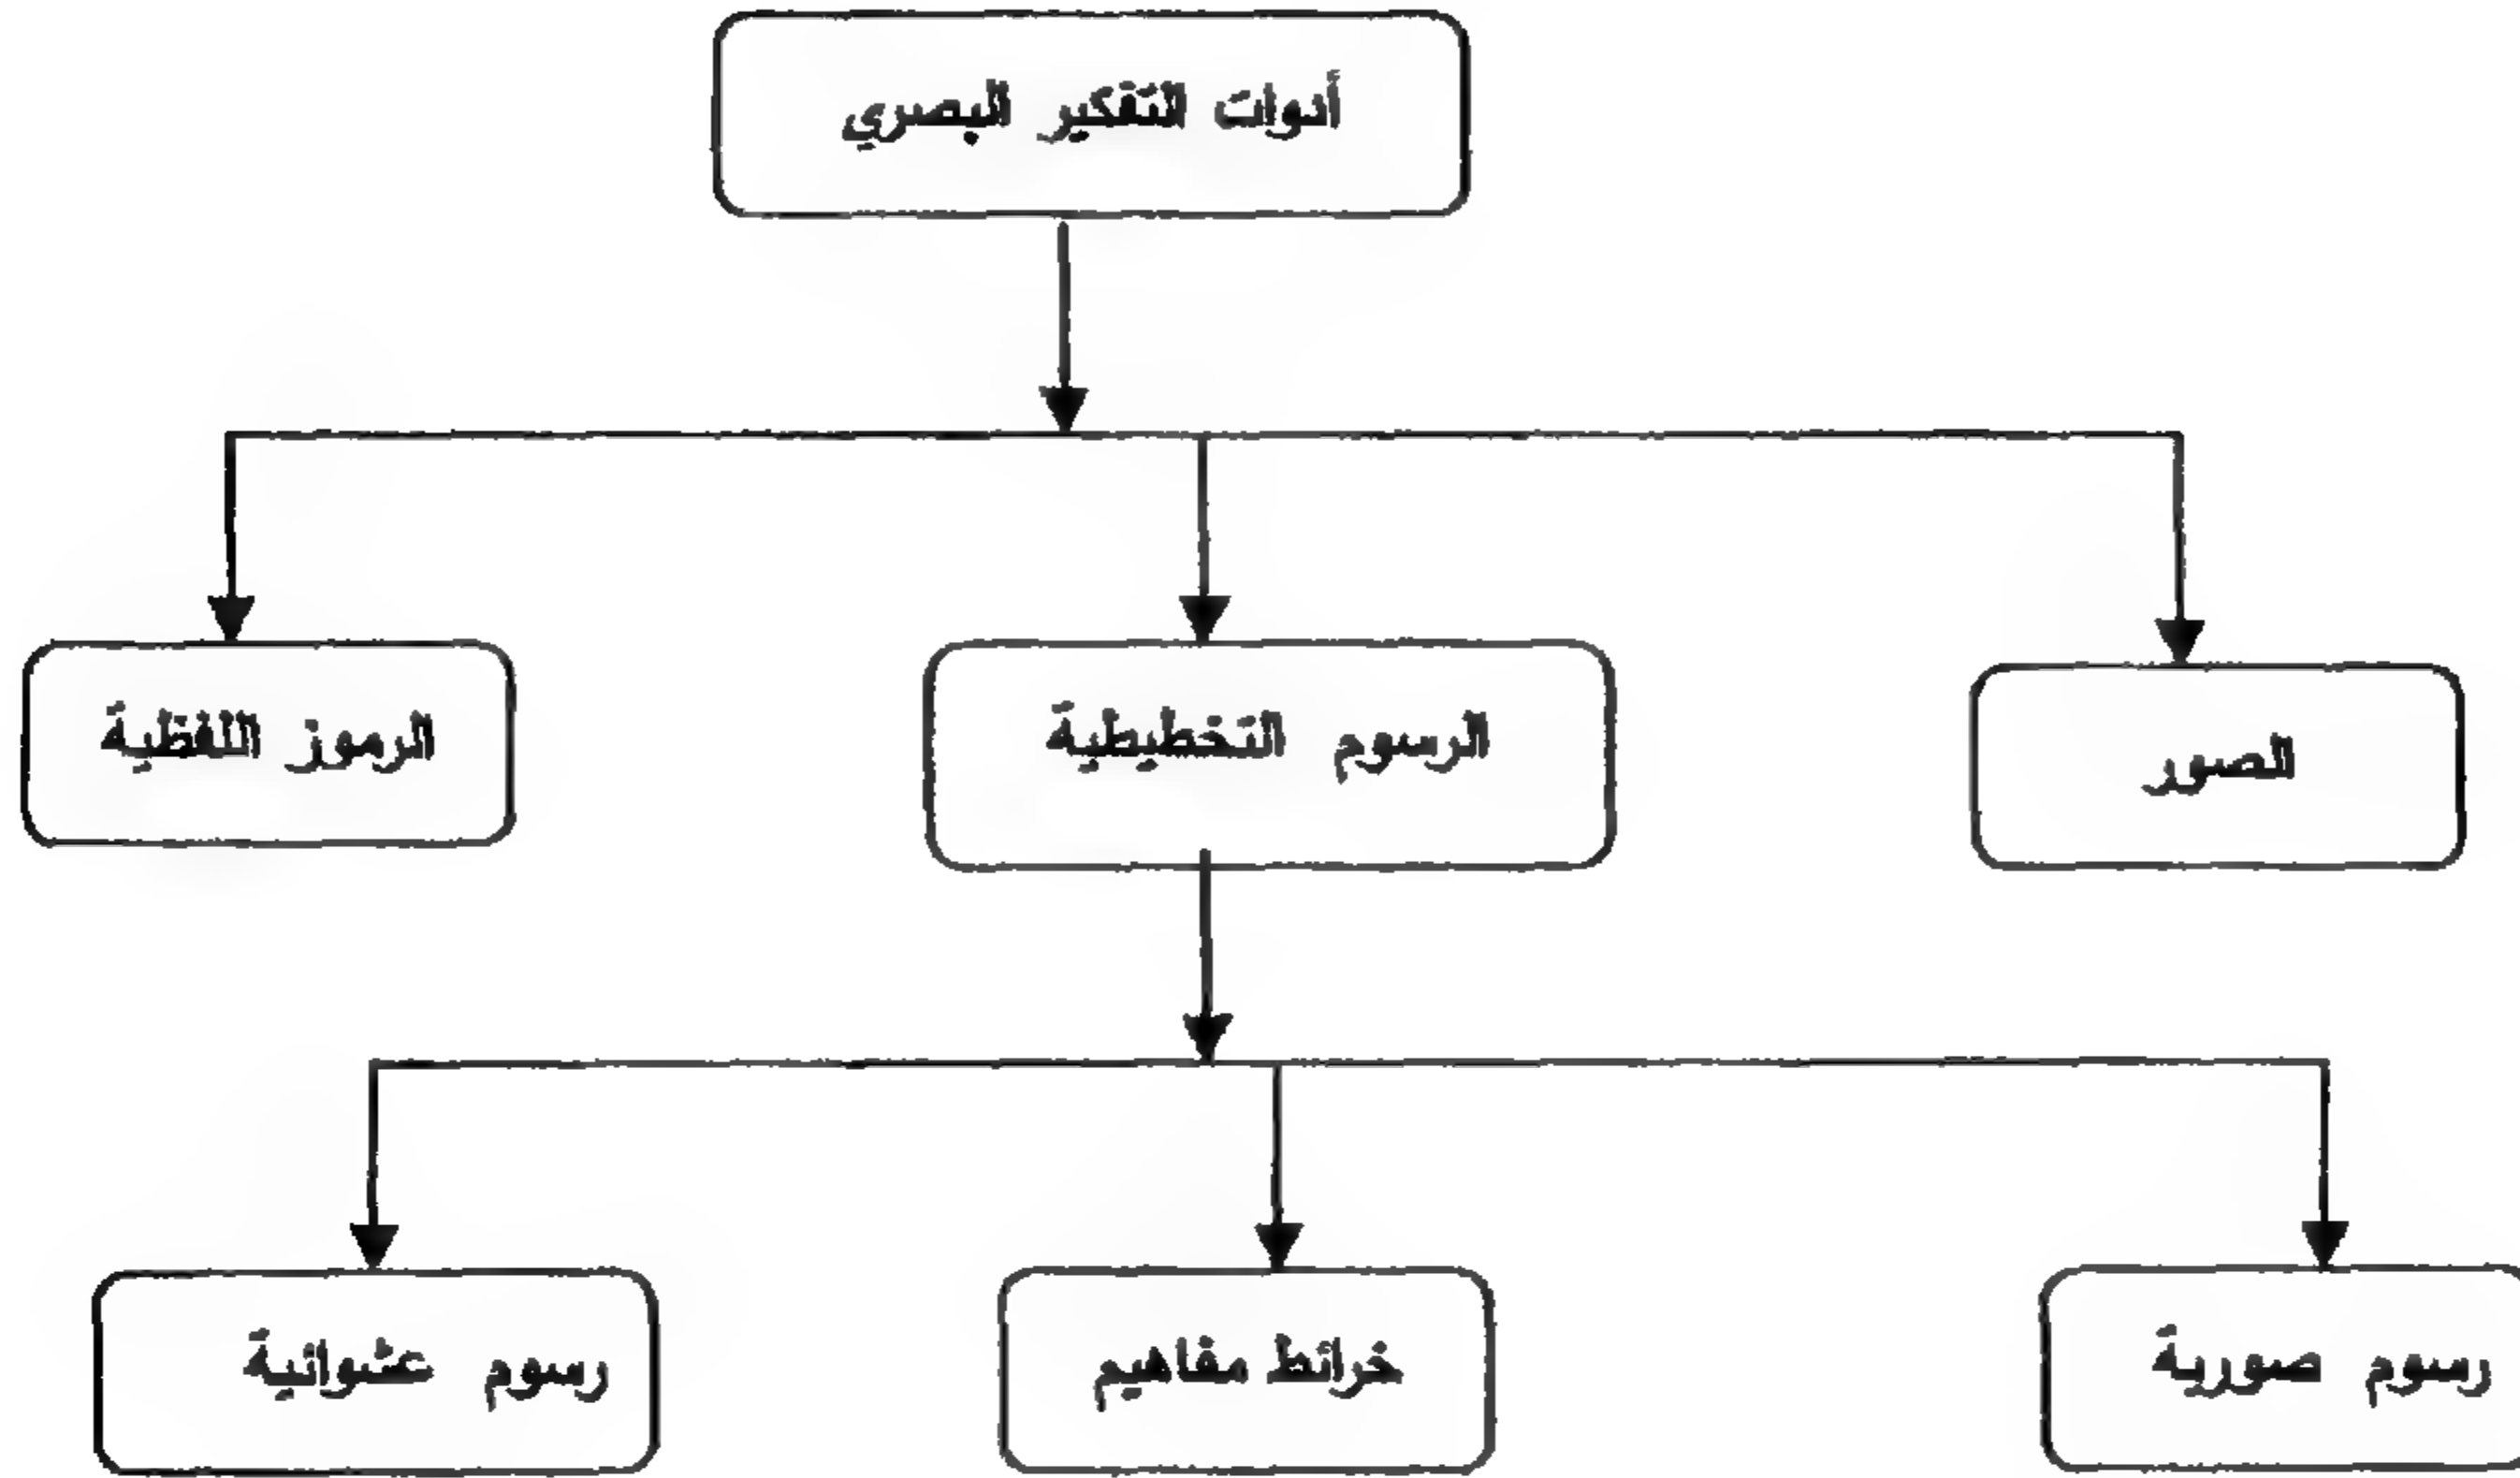 أدوات التفكير البصري
الصور
الرسوم التخطيطية
الرموز اللفظية
رسوم صورية
خرائط مفاهيم
رسوم عشوائية